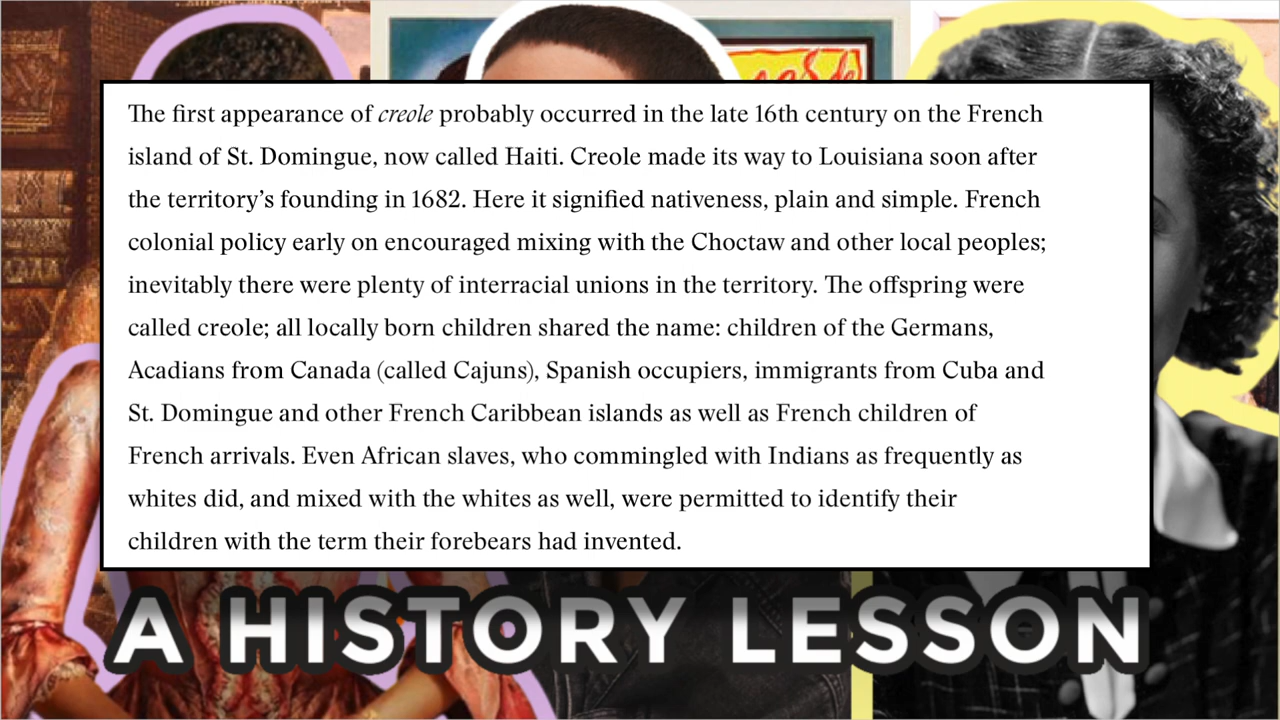 The first appearance of creole probably occurred in the late 16th century on the French
island of St. Domingue, now called Haiti. Creole made its way to Louisiana soon after
the territory’s founding in 1682. Here it signified nativeness, plain and simple. French
colonial policy early on encouraged mixing with the Choctaw and other local peoples;
inevitably there were plenty of interracial unions in the territory. The offspring were
called creole; all locally born children shared the name: children of the Germans,
Acadians from Canada (called Cajuns), Spanish occupiers, immigrants from Cuba and
St. Domingue and other French Caribbean islands as well as French children of
French arrivals. Even African slaves, who commingled with Indians as frequently as
whites did, and mixed with the whites as well, were permitted to identify their
children with the term their forebears had invented.
A HISTORY LESSON